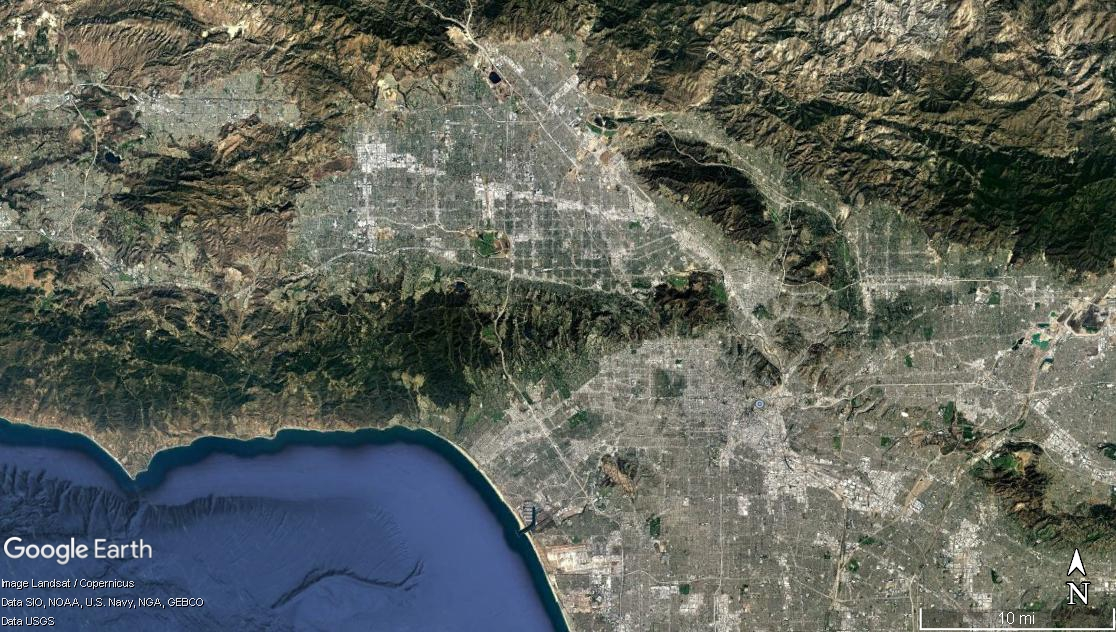 Google Earth
Image Landsat / Copernicus
Data SIO, NOAA, U.S. Navy, NGA, GEBCO
Data USGS
N
10 mi